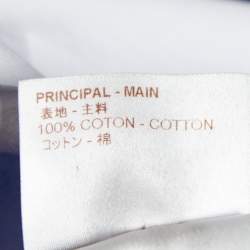 PRINCIPAL - MAIN
表地 - 主料
100% COTON - COTTON
コットン - 棉